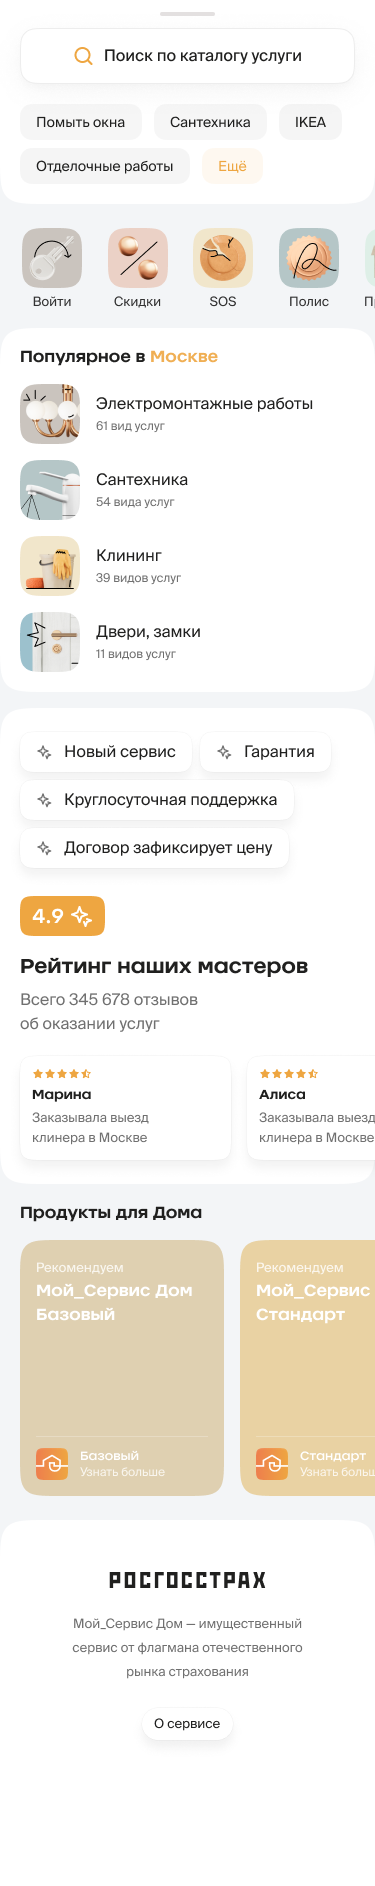 Поиск по каталогу услуги
Помыть окна
Сантехника
IKEA
Отделочные работы
Ещё
Войти
Скидки
SOS
Полис
Популярное в Москве
Электромонтажные работы
61 вид услуг
Сантехника
54 вида услуг
Клининг
39 видов услуг
Двери, замки
11 видов услуг
Новый сервис
Гарантия
Круглосуточная поддержка
Договор зафиксирует цену
4.9
Рейтинг наших мастеров
Всего 345 678 отзывов
об оказании услуг
Марина
Заказывала выезд
клинера в Москве
Алиса
Заказывала выезд
клинера в Москве
Продукты для Дома
Рекомендуем
Мой_Сервис Дом
Базовый
Базовый
Узнать больше
Рекомендуем
Мой_Сервис
Стандарт
Стандарт
Узнать
РОСГОССТРАХ
Мой_Сервис Дом — имущественный
сервис от флагмана отечественного
рынка страхования
О сервисе